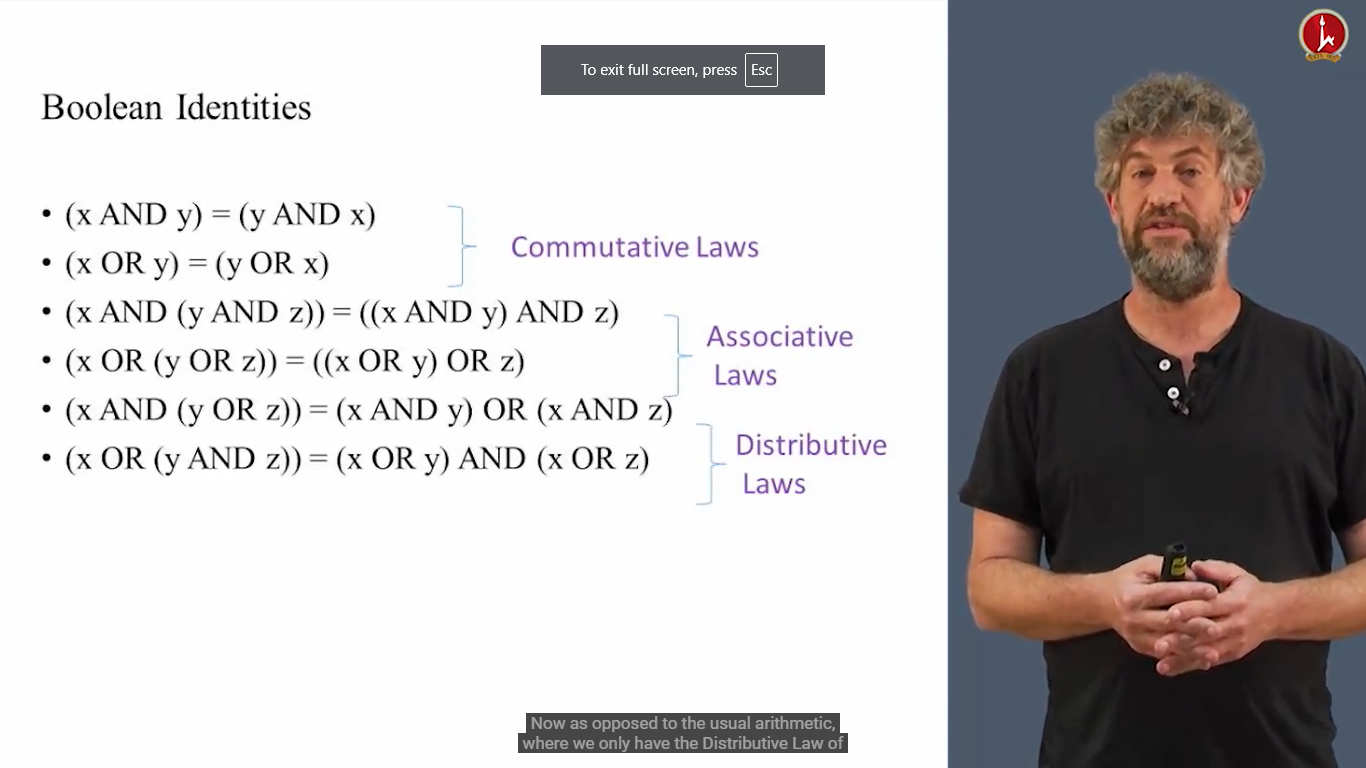 To exit full screen, press Esc
Boolean Identities
• (x AND y) = (y AND x)
• (x OR y) = (y OR x)
Commutative Laws
• (x AND (y AND z)) = ((x AND y) AND z)
• (x OR (y OR z)) = ((x OR y) OR z)
Associative
Laws
• (x AND (y OR z)) = (x AND y) OR (x AND z)
• (x OR (y AND z)) = (x OR y) AND (x OR z)
Distributive
Laws
Now as opposed to the usual arithmetic,
where we only have the Distributive Law of